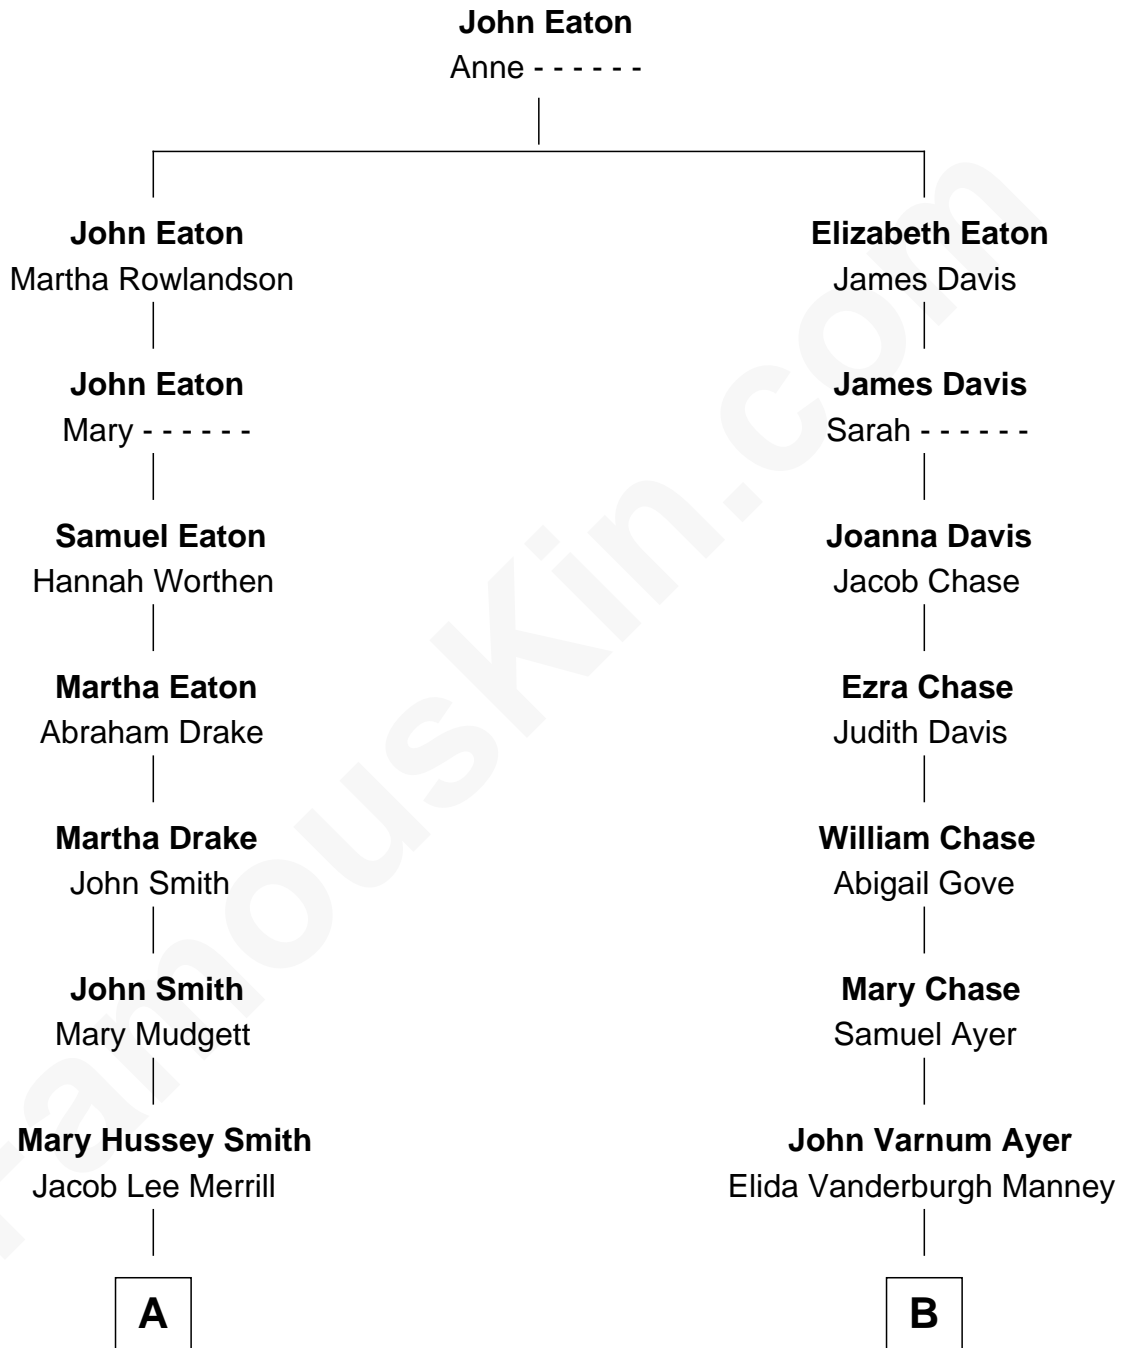 John Eaton
Anne - - - - - -
John Eaton
Martha Rowlandson
Elizabeth Eaton
James Davis
John Eaton
Mary - - - - - -
James Davis
Sarah - - - - - -
Samuel Eaton
Hannah Worthen
Joanna Davis
Jacob Chase
Martha Eaton
Abraham Drake
Ezra Chase
Judith Davis
Martha Drake
John Smith
William Chase
Abigail Gove
John Smith
Mary Mudgett
Mary Chase
Samuel Ayer
Mary Hussey Smith
Jacob Lee Merrill
John Varnum Ayer
Elida Vanderburgh Manney
A
B
FamousKin.com